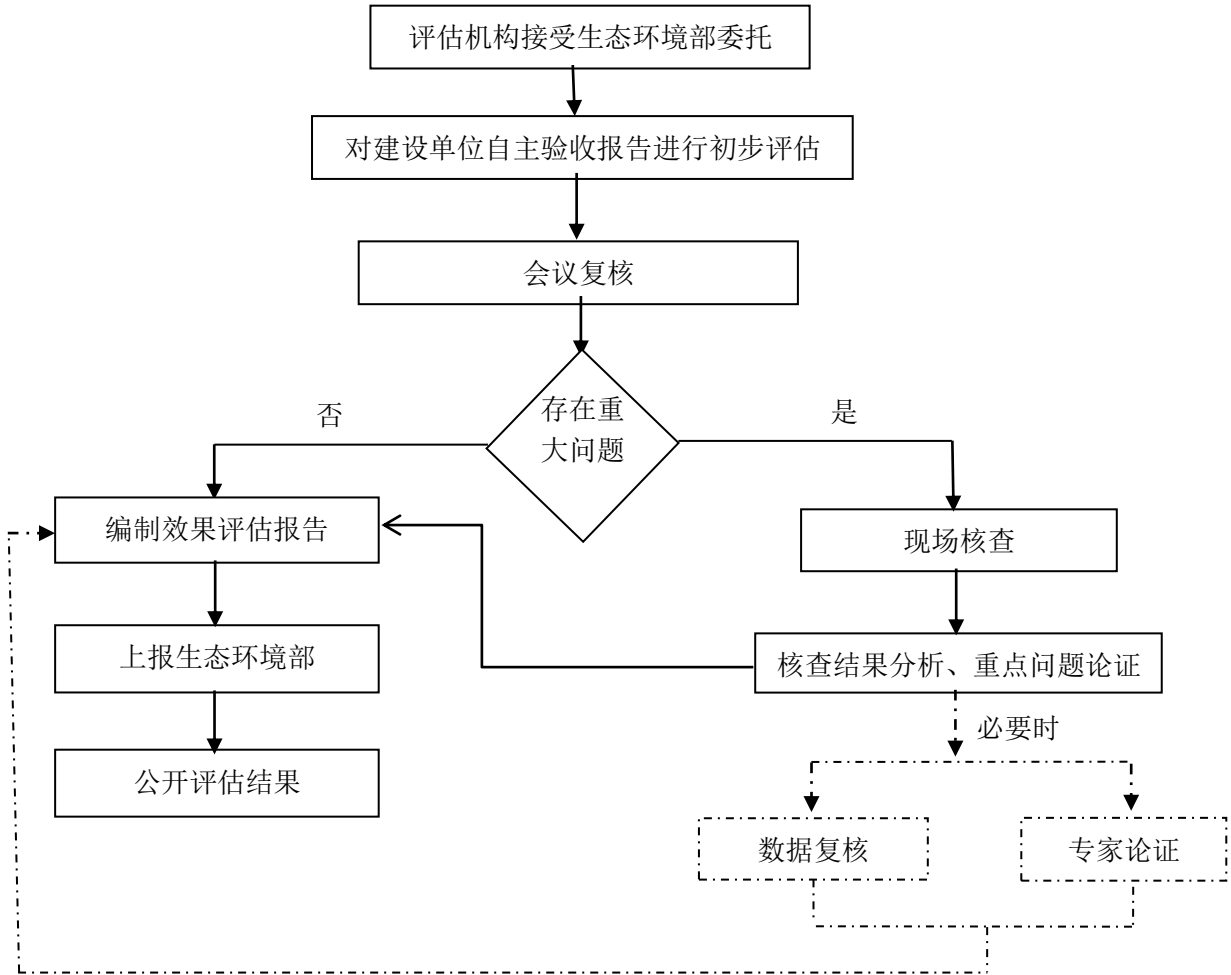 评估机构接受生态环境部委托
对建设单位自主验收报告进行初步评估
会议复核
存在重
大问题
否
是
编制效果评估报告
现场核查
上报生态环境部
核查结果分析、重点问题论证
必要时
公开评估结果
数据复核
专家论证